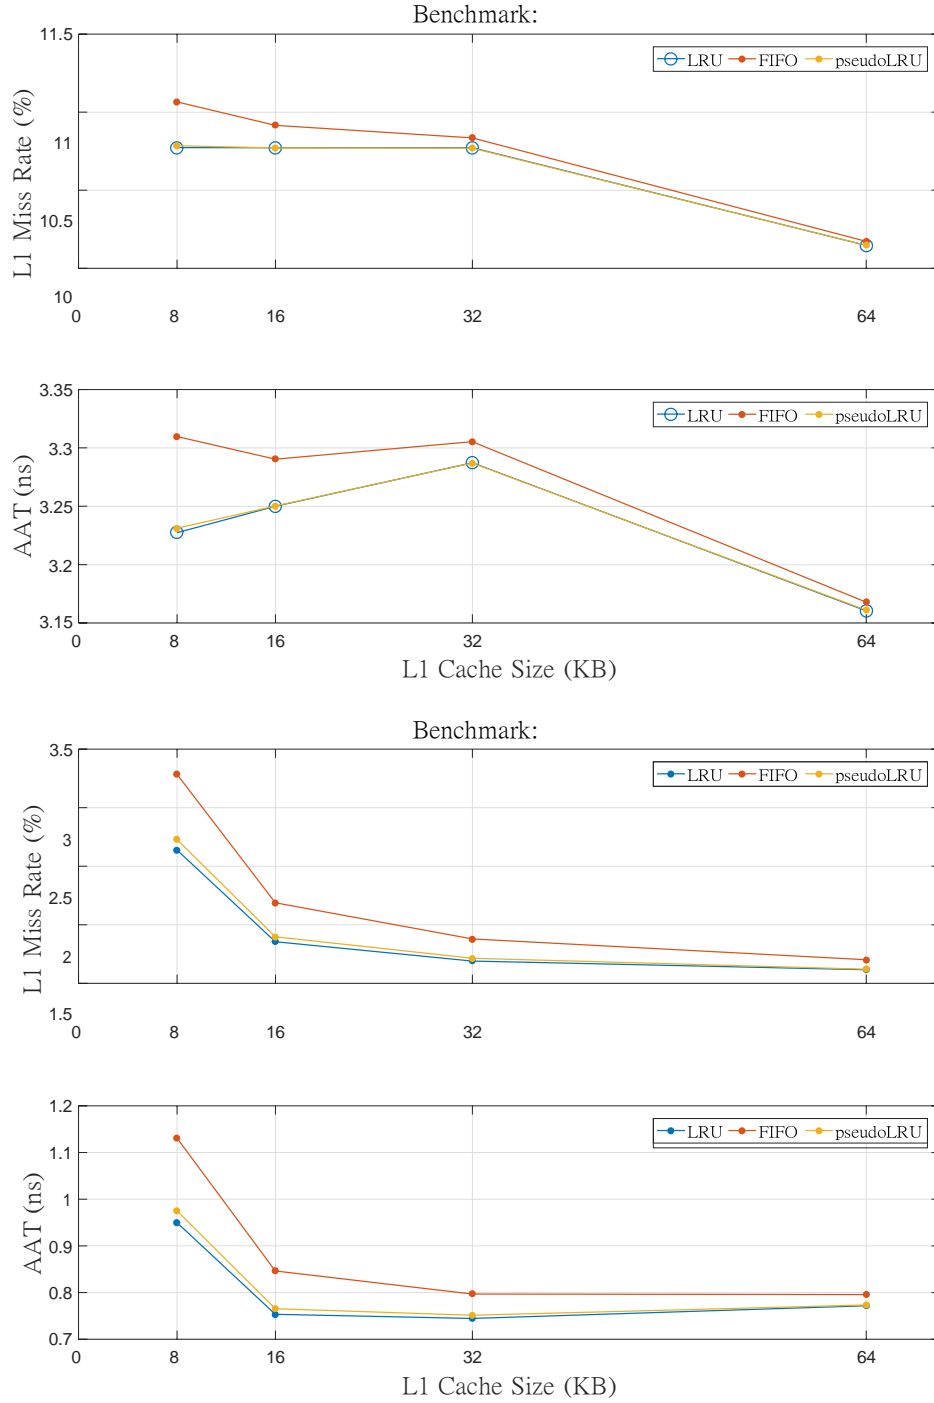 Benchmark:
11.5
LRU FIFO pseudoLRU
L1 Miss Rate (%)
11
10.5
10
0 8 16 32 64
3.35
LRU FIFO pseudoLRU
3.3
AAT (ns)
3.25
3.2
3.15
0 8 16 32 64
L1 Cache Size (KB)
Benchmark:
3.5
LRU FIFO pseudoLRU
L1 Miss Rate (%)
3
2.5
2
1.5
0 8 16 32 64
1.2
LRU FIFO pseudoLRU
1.1
AAT (ns)
1
0.9
0.8
0.7
0 8 16 32 64
L1 Cache Size (KB)